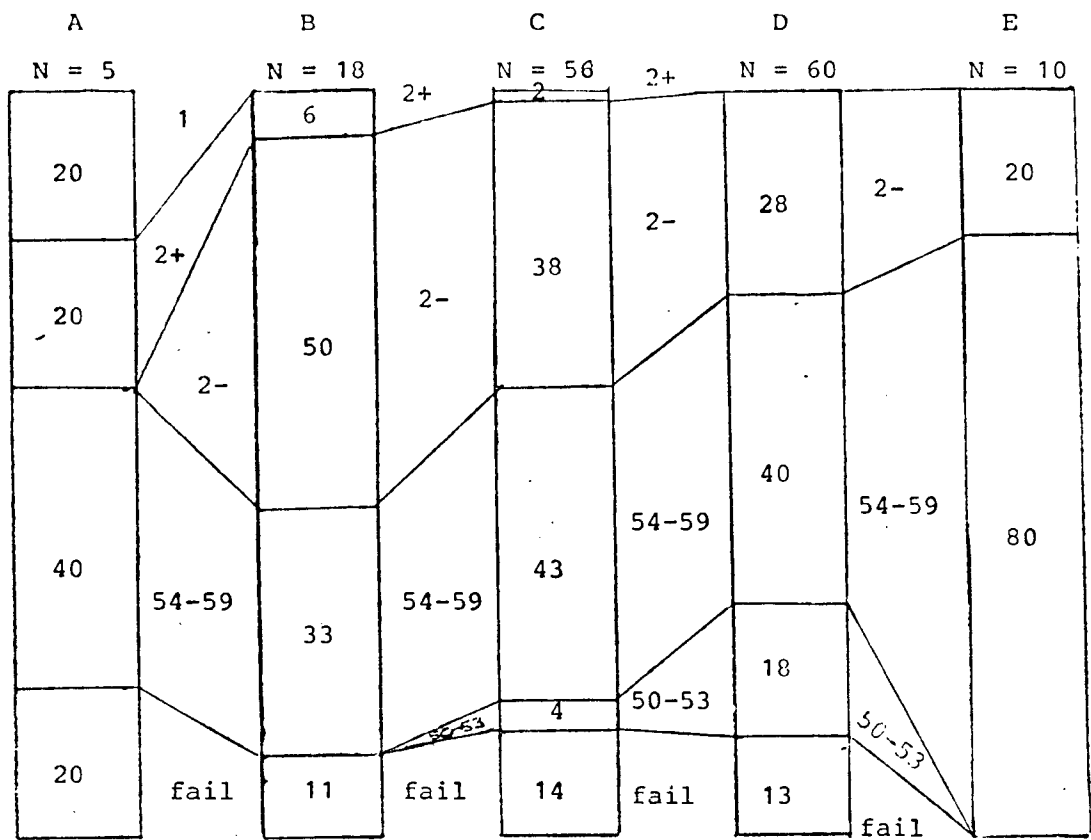 A B C D E
N = 5 N = 18 N = 56 2+ N = 60 N = 10
1 6 2+ 2
20 50 38 28 2- 20
2+ 2-
20 2- 2-
40 54-59 33 54-59 43 54-59 40 54-59 80
4 50-53 18
50-53 50-53
20 fail 11 fail 14 fail 13 fail